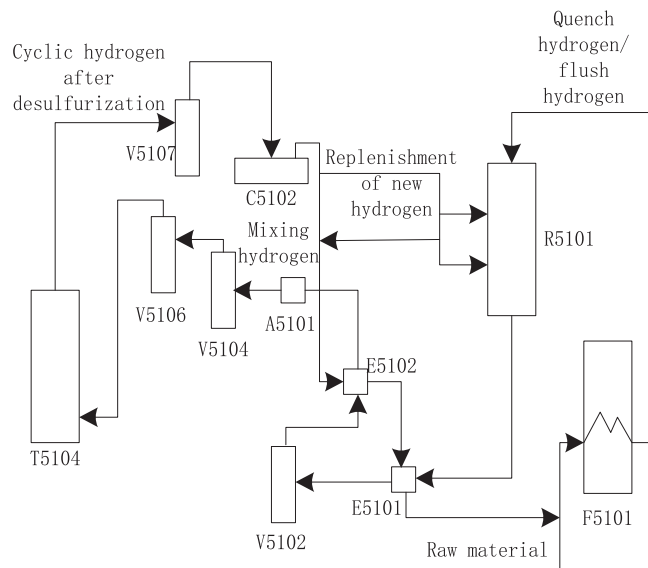 Quench
hydrogen/
flush
hydrogen
Cyclic hydrogen
after
desulfurization
V5107
C5102
Replenishment
of new
hydrogen
R5101
Mixing
hydrogen
V5106
V5104
A5101
E5102
T5104
V5102
E5101
F5101
Raw material